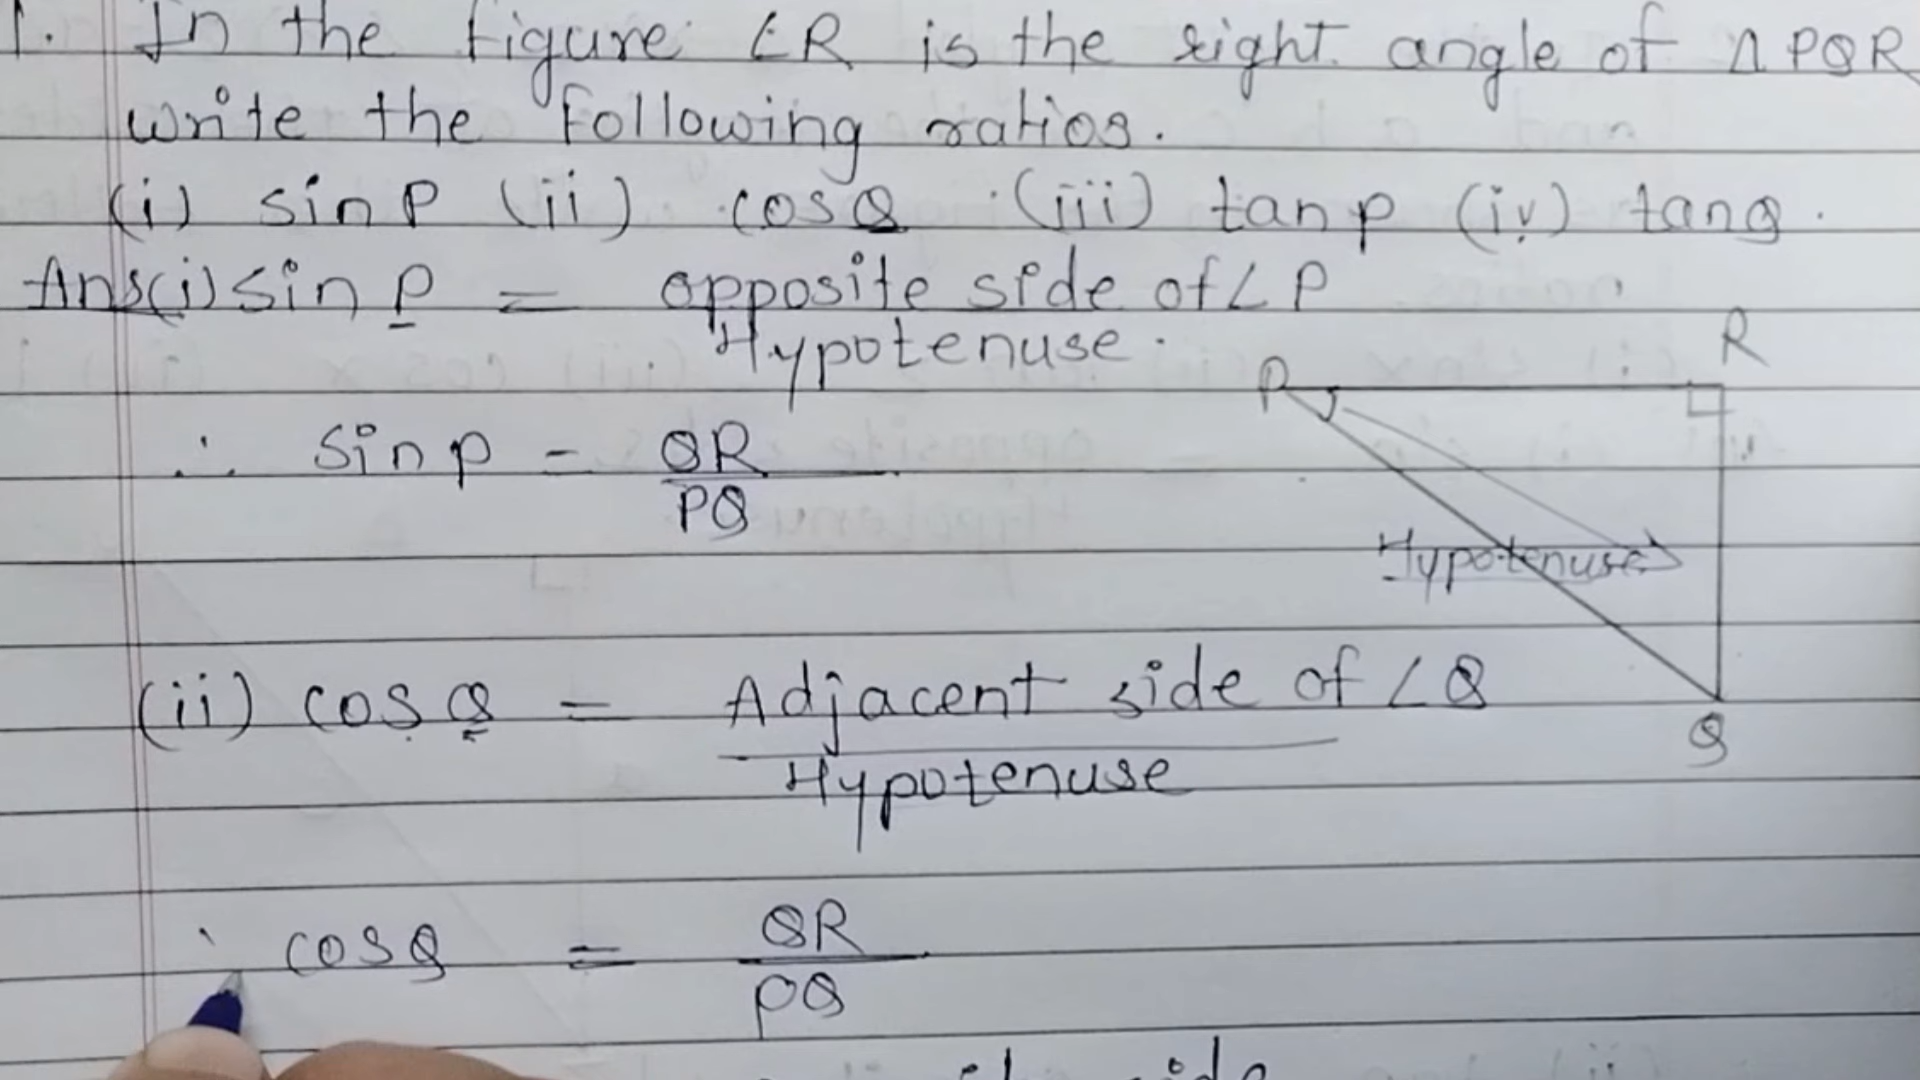 1. In the figure ∠R is the right angle of △PQR
write the following ratios.
(i) sin P (ii) cos Q (iii) tan p (iv) tan Q.
Ans(i) sin P = opposite side of ∠P
Hypotenuse.
R
P
∴ sin p = QR
PQ
Hypotenuse
(ii) cos Q = Adjacent side of ∠Q
Hypotenuse
Q
cos Q = QR
PQ
side